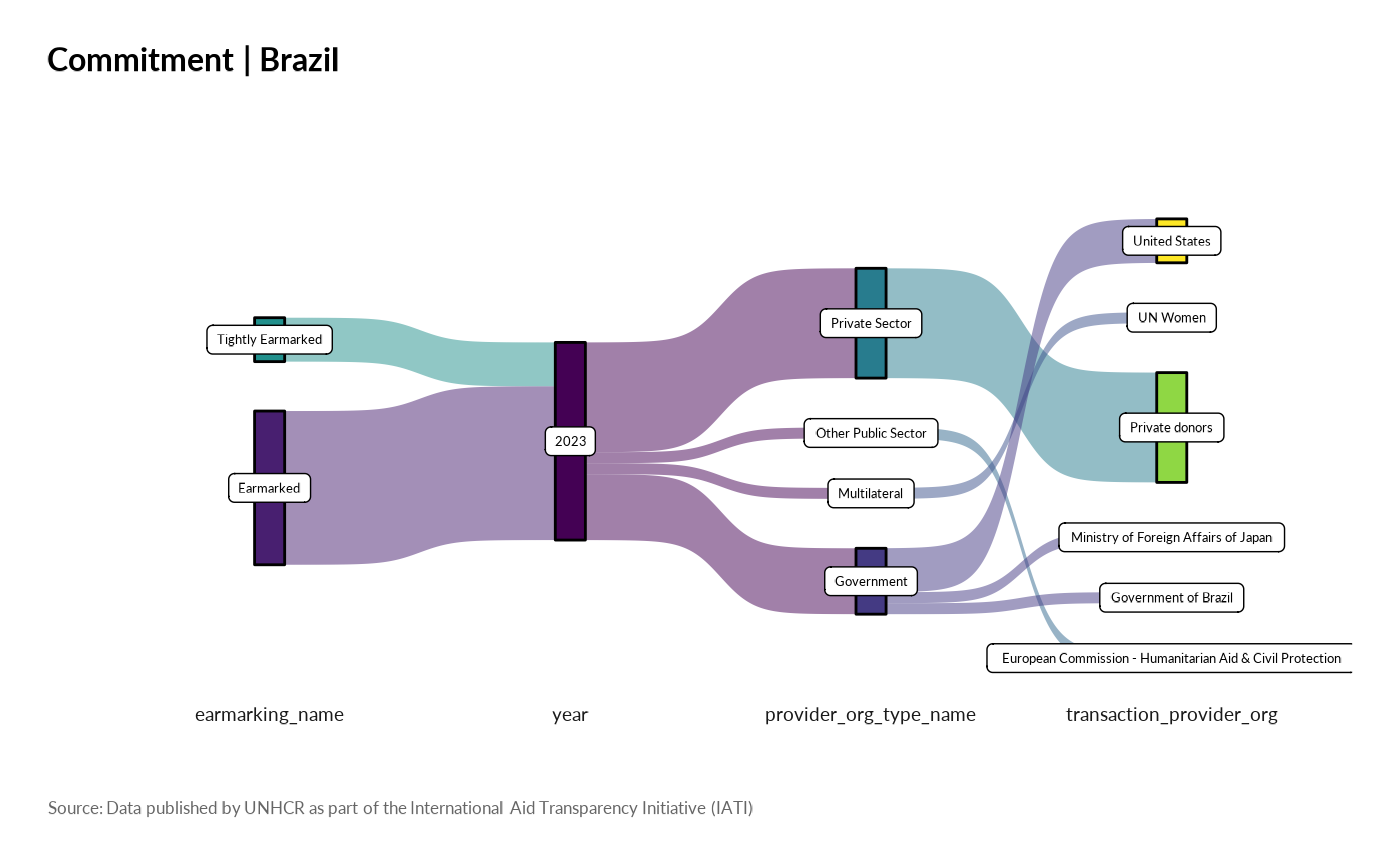 Commitment | Brazil
United States
UN Women
Private Sector
Tightly Earmarked
Private donors
Other Public Sector
2023
Earmarked
Multilateral
Ministry of Foreign Affairs of Japan
Government
Government of Brazil
European Commission - Humanitarian Aid & Civil Protection
earmarking_name
year
provider_org_type_name
transaction_provider_org
Source: Data published by UNHCR as part of the International Aid Transparency Initiative (IATI)